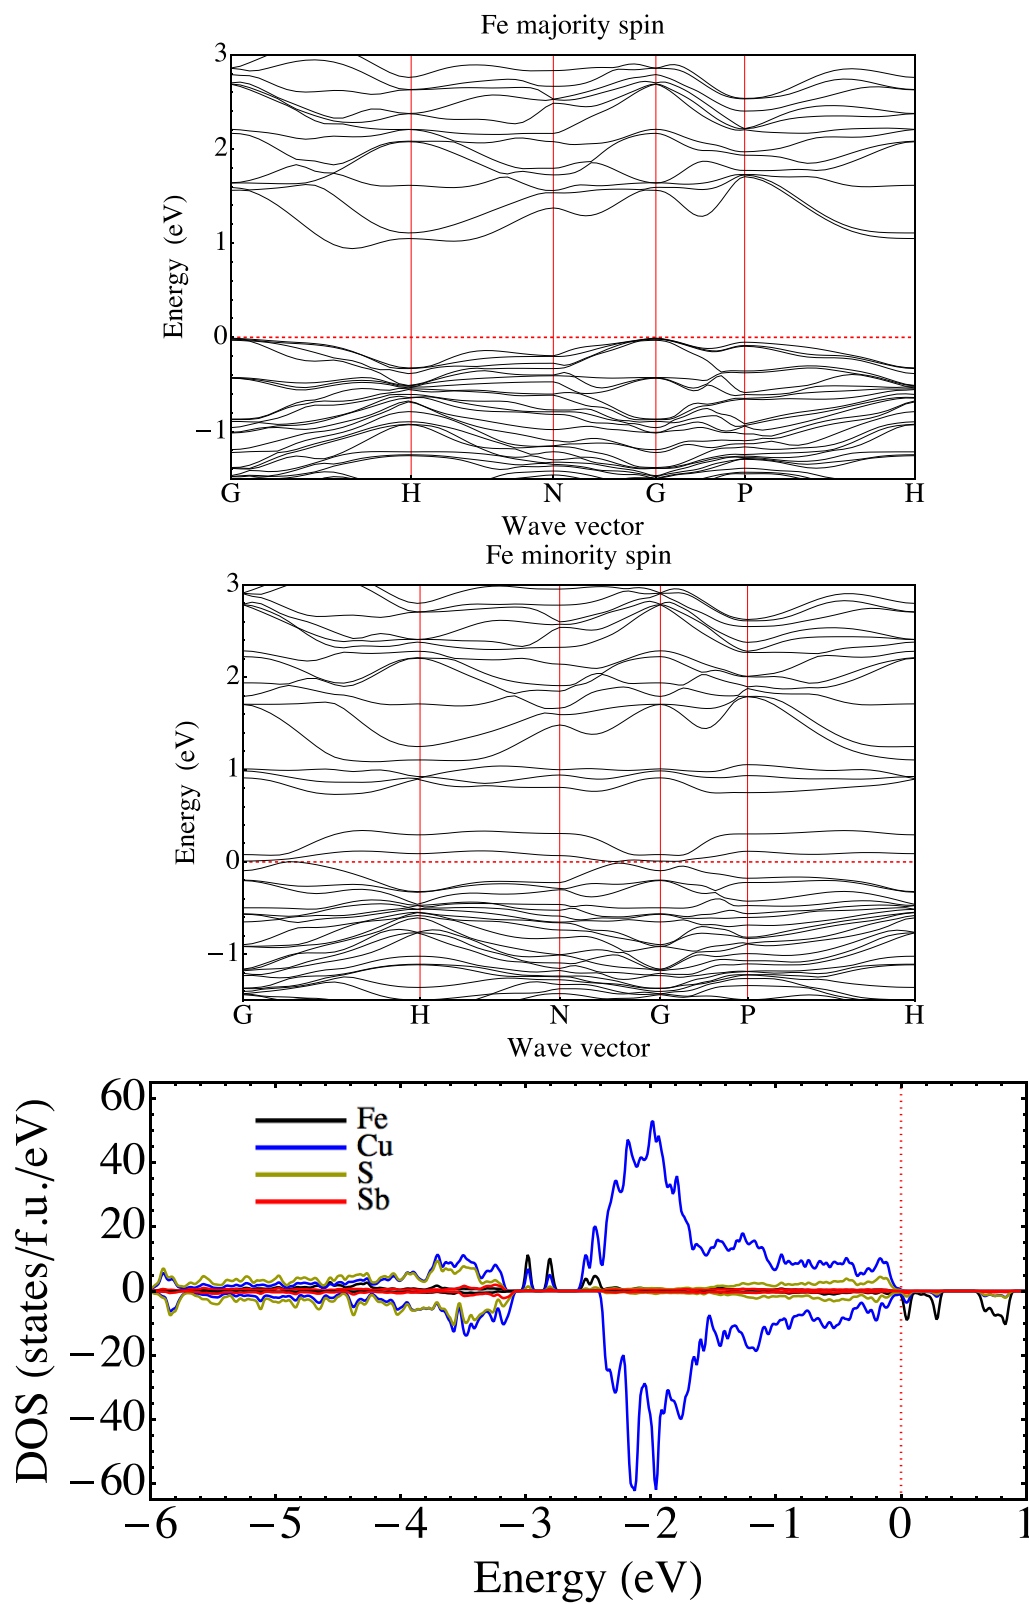 Fe majority spin
3
2
1
0
−1
Energy (eV)
G H N G P H
Wave vector
Fe minority spin
3
2
1
0
−1
Energy (eV)
G H N G P H
Wave vector
60
40
20
0
−20
−40
−60
DOS (states/f.u./eV)
Fe
Cu
S
Sb
−6 −5 −4 −3 −2 −1 0 1
Energy (eV)